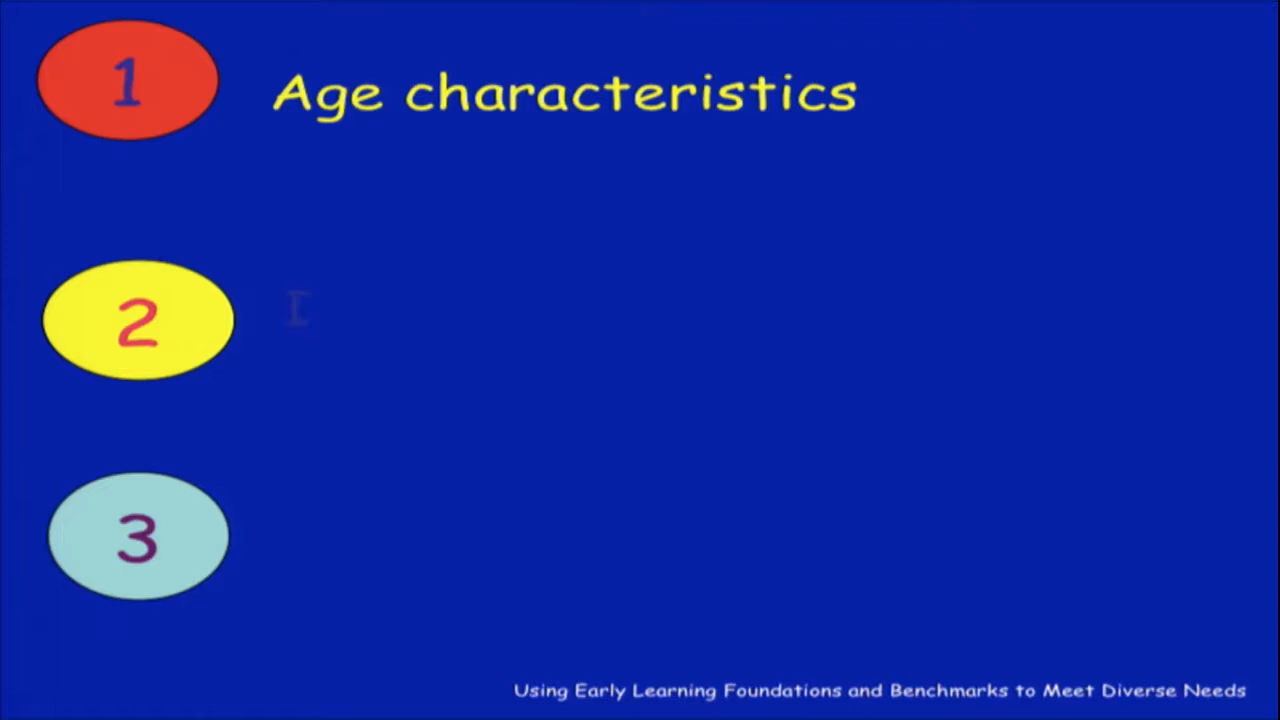 1
Age characteristics
2
I
3
Using Early Learning Foundations and Benchmarks to Meet Diverse Needs